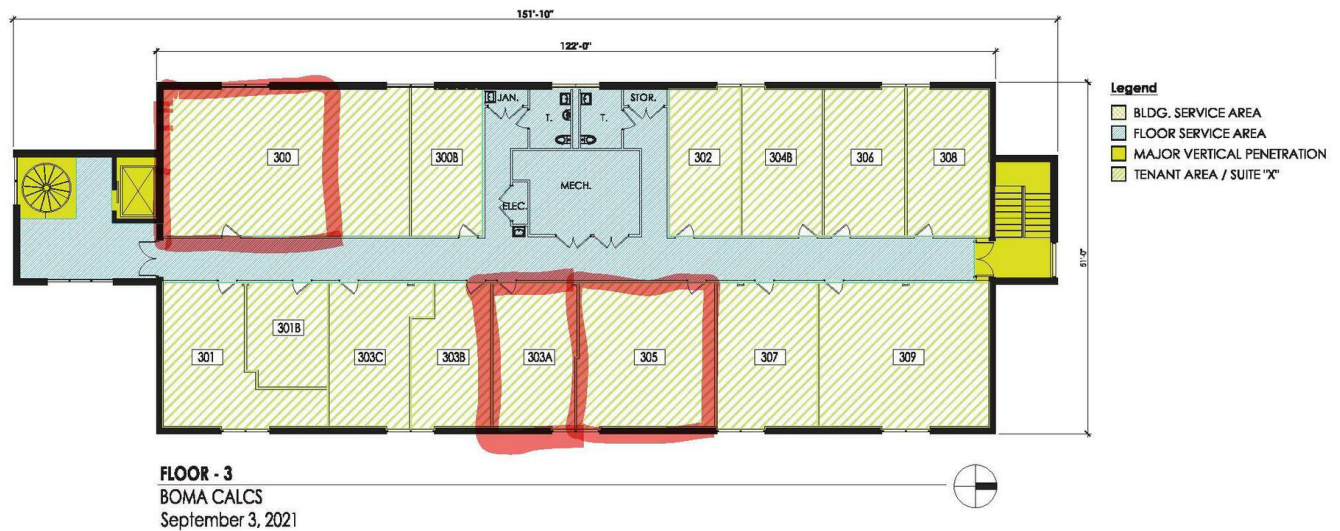 151'-10"
122'-0"
Legend
BLDG. SERVICE AREA
FLOOR SERVICE AREA
MAJOR VERTICAL PENETRATION
TENANT AREA / SUITE "X"
JAN.
T.
T.
STOR.
300
300B
302
304B
306
308
MECH.
ELEC.
51'-0"
301
301B
303C
303B
303A
305
307
309
FLOOR - 3
BOMA CALCS
September 3, 2021